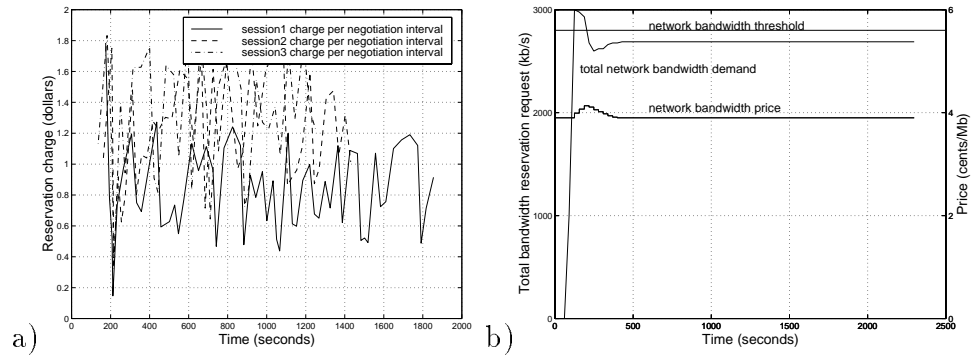 2
1.8
1.6
1.4
1.2
1
0.8
0.6
0.4
0.2
0
Reservation charge (dollars)
session1 charge per negotiation interval
session2 charge per negotiation interval
session3 charge per negotiation interval
0 200 400 600 800 1000 1200 1400 1600 1800 2000
Time (seconds)
a)
3000
2000
1000
0
Total bandwidth reservation request (kb/s)
network bandwidth threshold
total network bandwidth demand
network bandwidth price
6
4
2
0
Price (cents/Mb)
0 500 1000 1500 2000 2500
Time (seconds)
b)